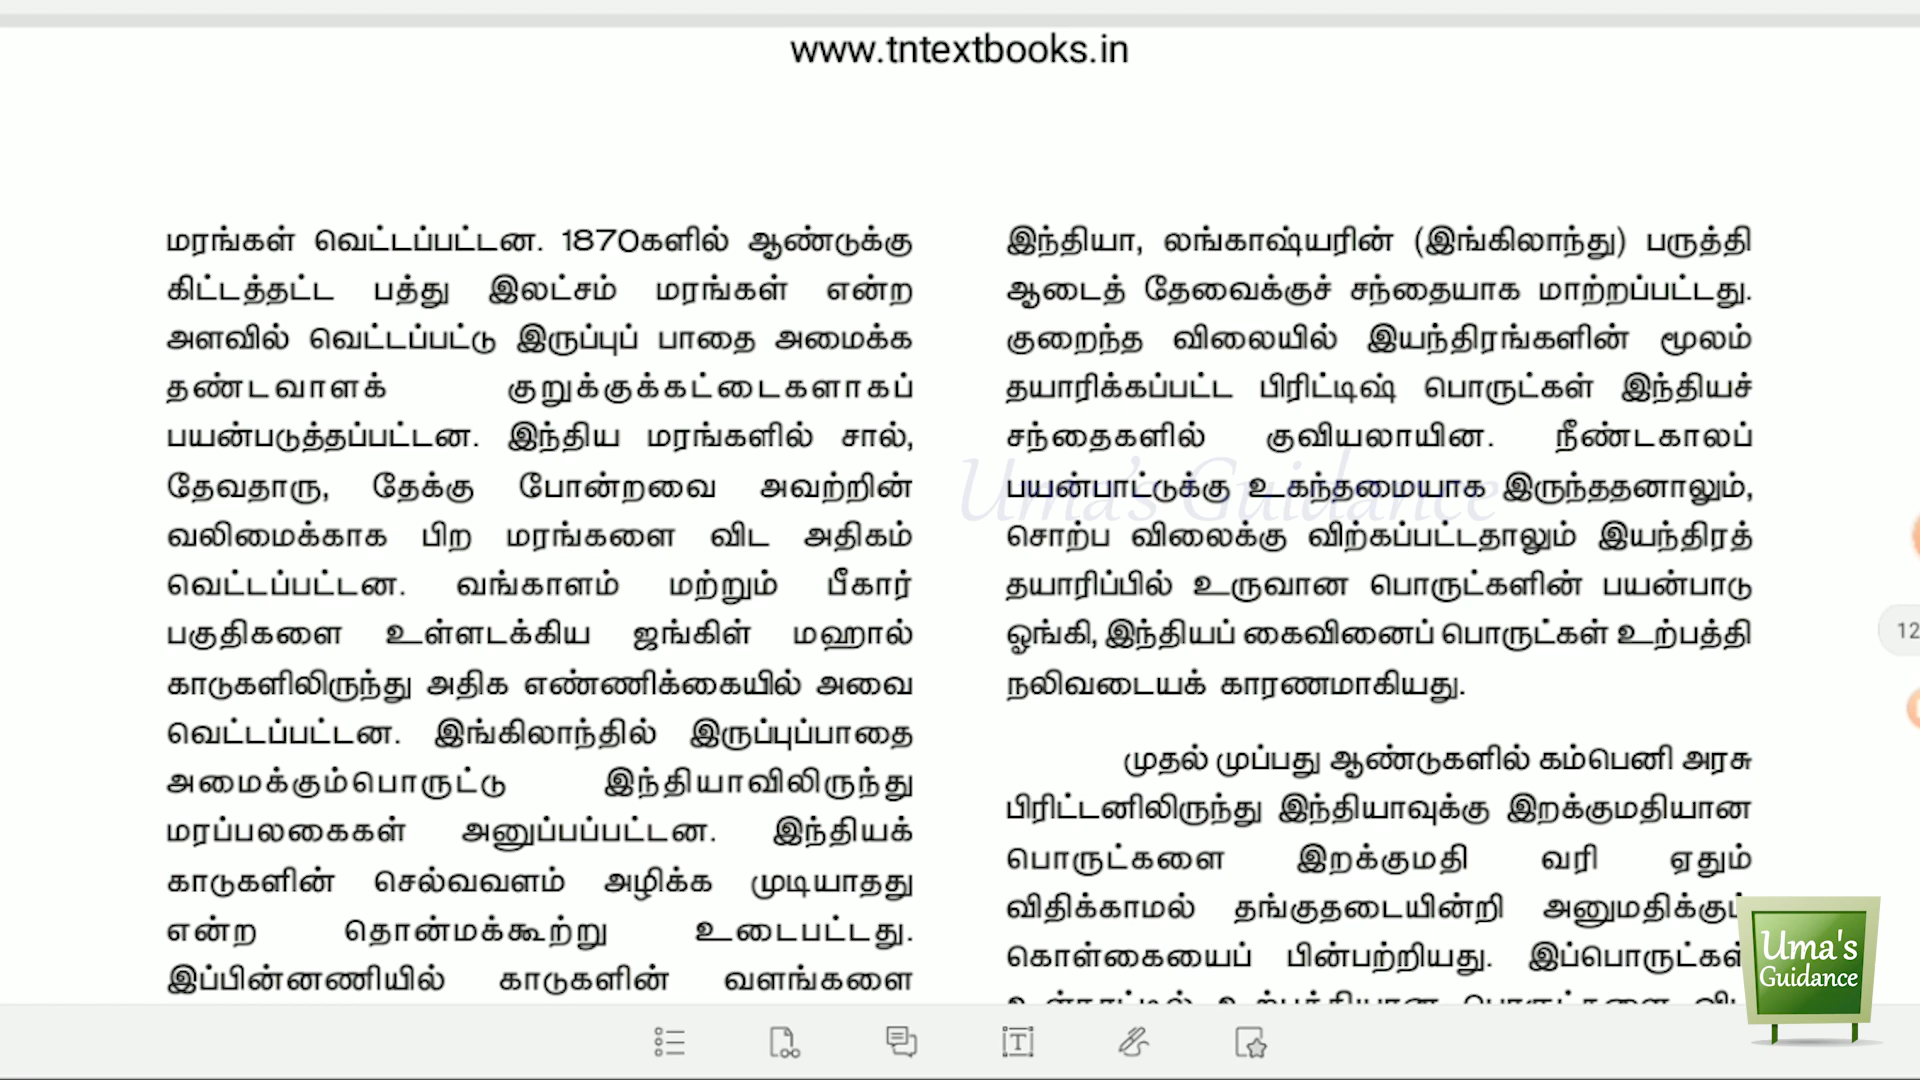 www.tntextbooks.in
மரங்கள் வெட்டப்பட்டன. 1870களில் ஆண்டுக்கு
கிட்டத்தட்ட பத்து இலட்சம் மரங்கள் என்ற
அளவில் வெட்டப்பட்டு இருப்புப் பாதை அமைக்க
தண்டவாளக் குறுக்குக்கட்டைகளாகப்
பயன்படுத்தப்பட்டன. இந்திய மரங்களில் சால்,
தேவதாரு, தேக்கு போன்றவை அவற்றின்
வலிமைக்காக பிற மரங்களை விட அதிகம்
வெட்டப்பட்டன. வங்காளம் மற்றும் பீகார்
பகுதிகளை உள்ளடக்கிய ஜங்கிள் மஹால்
காடுகளிலிருந்து அதிக எண்ணிக்கையில் அவை
வெட்டப்பட்டன. இங்கிலாந்தில் இருப்புப்பாதை
அமைக்கும்பொருட்டு இந்தியாவிலிருந்து
மரப்பலகைகள் அனுப்பப்பட்டன. இந்தியக்
காடுகளின் செல்வவளம் அழிக்க முடியாதது
என்ற தொன்மக்கூற்று உடைபட்டது.
இப்பின்னணியில் காடுகளின் வளங்களை
இந்தியா, லங்காஷ்யரின் (இங்கிலாந்து) பருத்தி
ஆடைத் தேவைக்குச் சந்தையாக மாற்றப்பட்டது.
குறைந்த விலையில் இயந்திரங்களின் மூலம்
தயாரிக்கப்பட்ட பிரிட்டிஷ் பொருட்கள் இந்தியச்
சந்தைகளில் குவியலாயின. நீண்டகாலப்
பயன்பாட்டுக்கு உகந்தமையாக இருந்ததனாலும்,
சொற்ப விலைக்கு விற்கப்பட்டதாலும் இயந்திரத்
தயாரிப்பில் உருவான பொருட்களின் பயன்பாடு
ஓங்கி, இந்தியப் கைவினைப் பொருட்கள் உற்பத்தி
நலிவடையக் காரணமாகியது.
முதல் முப்பது ஆண்டுகளில் கம்பெனி அரசு
பிரிட்டனிலிருந்து இந்தியாவுக்கு இறக்குமதியான
பொருட்களை இறக்குமதி வரி ஏதும்
விதிக்காமல் தங்குதடையின்றி அனுமதிக்கும்
கொள்கையைப் பின்பற்றியது. இப்பொருட்கள்
Uma's Guidance
12
Uma's
Guidance